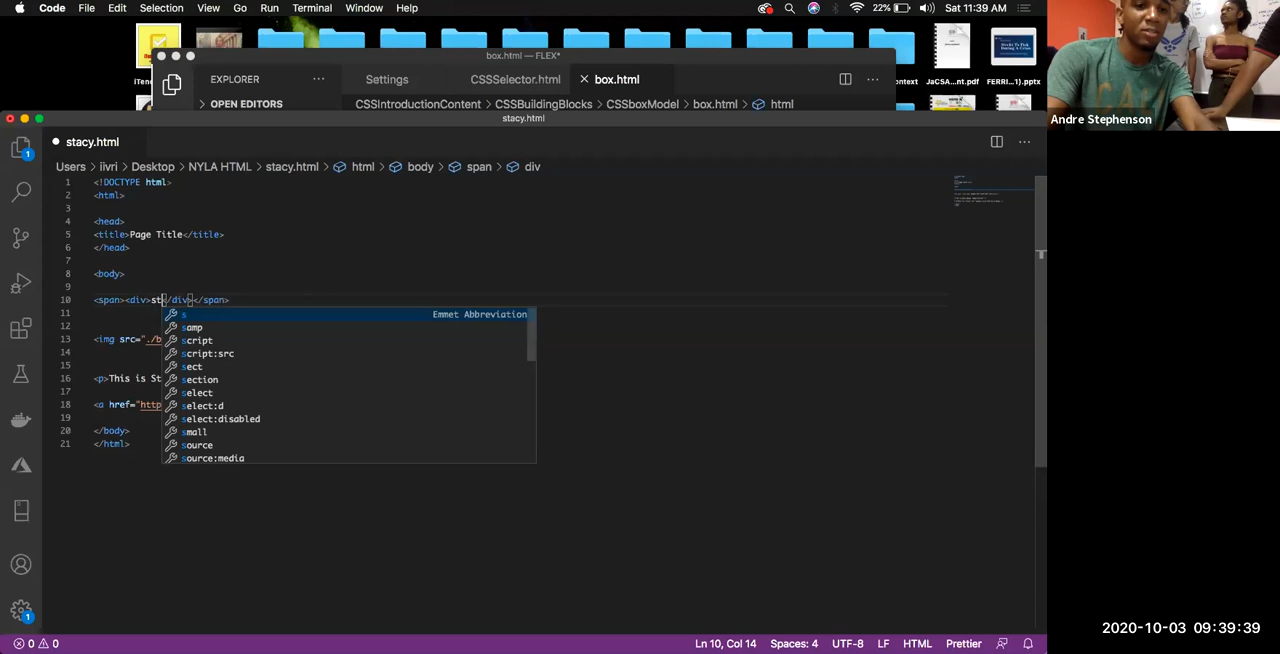 Code File Edit Selection View Go Run Terminal Window Help 22% Sat 11:39 AM
box.html — FLEX*
EXPLORER ··· Settings CSSSelector.html box.html ···
ontext JaCSA...nt.pdf FERRI...1).pptx
OPEN EDITORS CSSIntroductionContent > CSSBuildingBlocks > CSSboxModel > box.html > html
Andre Stephenson
stacy.html
stacy.html ···
Users > iivri > Desktop > NYLA HTML > stacy.html > html > body > span > div
1 <!DOCTYPE html>
2 <html>
3
4 <head>
5 <title>Page Title</title>
6 </head>
7
8 <body>
9
10 <span><div>st</div></span>
11 s Emmet Abbreviation
12 samp
script
13 <img src="./b
script:src
14
sect
15
16 <p>This is St section
17 select
18 <a href="http select:d
19 select:disabled
20 </body> small
21 </html> source
source:media
1
1
0 0 Ln 10, Col 14 Spaces: 4 UTF-8 LF HTML Prettier
2020-10-03 09:39:39